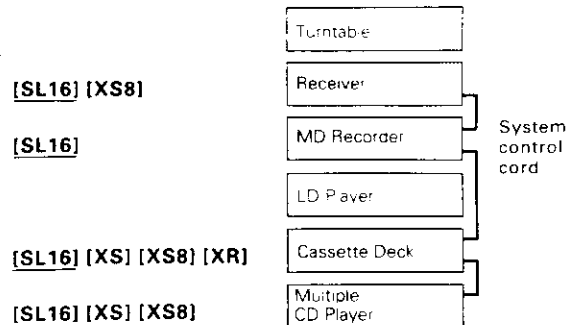 Turntable
[SL16] [XS8] Receiver
[SL16] MD Recorder
System
control
cord
LD Player
[SL16] [XS] [XS8] [XR] Cassette Deck
[SL16] [XS] [XS8] Multiple
CD Player